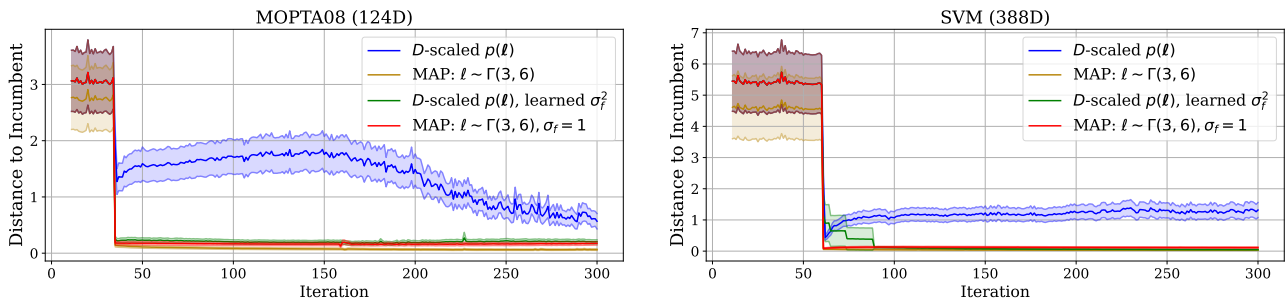 MOPTA08 (124D)
Distance to Incumbent
3
2
1
0
D-scaled p(ℓ)
MAP: ℓ ~ Γ(3, 6)
D-scaled p(ℓ), learned σ_f^2
MAP: ℓ ~ Γ(3, 6), σ_f = 1
0 50 100 150 200 250 300
Iteration
SVM (388D)
Distance to Incumbent
7
6
5
4
3
2
1
0
D-scaled p(ℓ)
MAP: ℓ ~ Γ(3, 6)
D-scaled p(ℓ), learned σ_f^2
MAP: ℓ ~ Γ(3, 6), σ_f = 1
0 50 100 150 200 250 300
Iteration